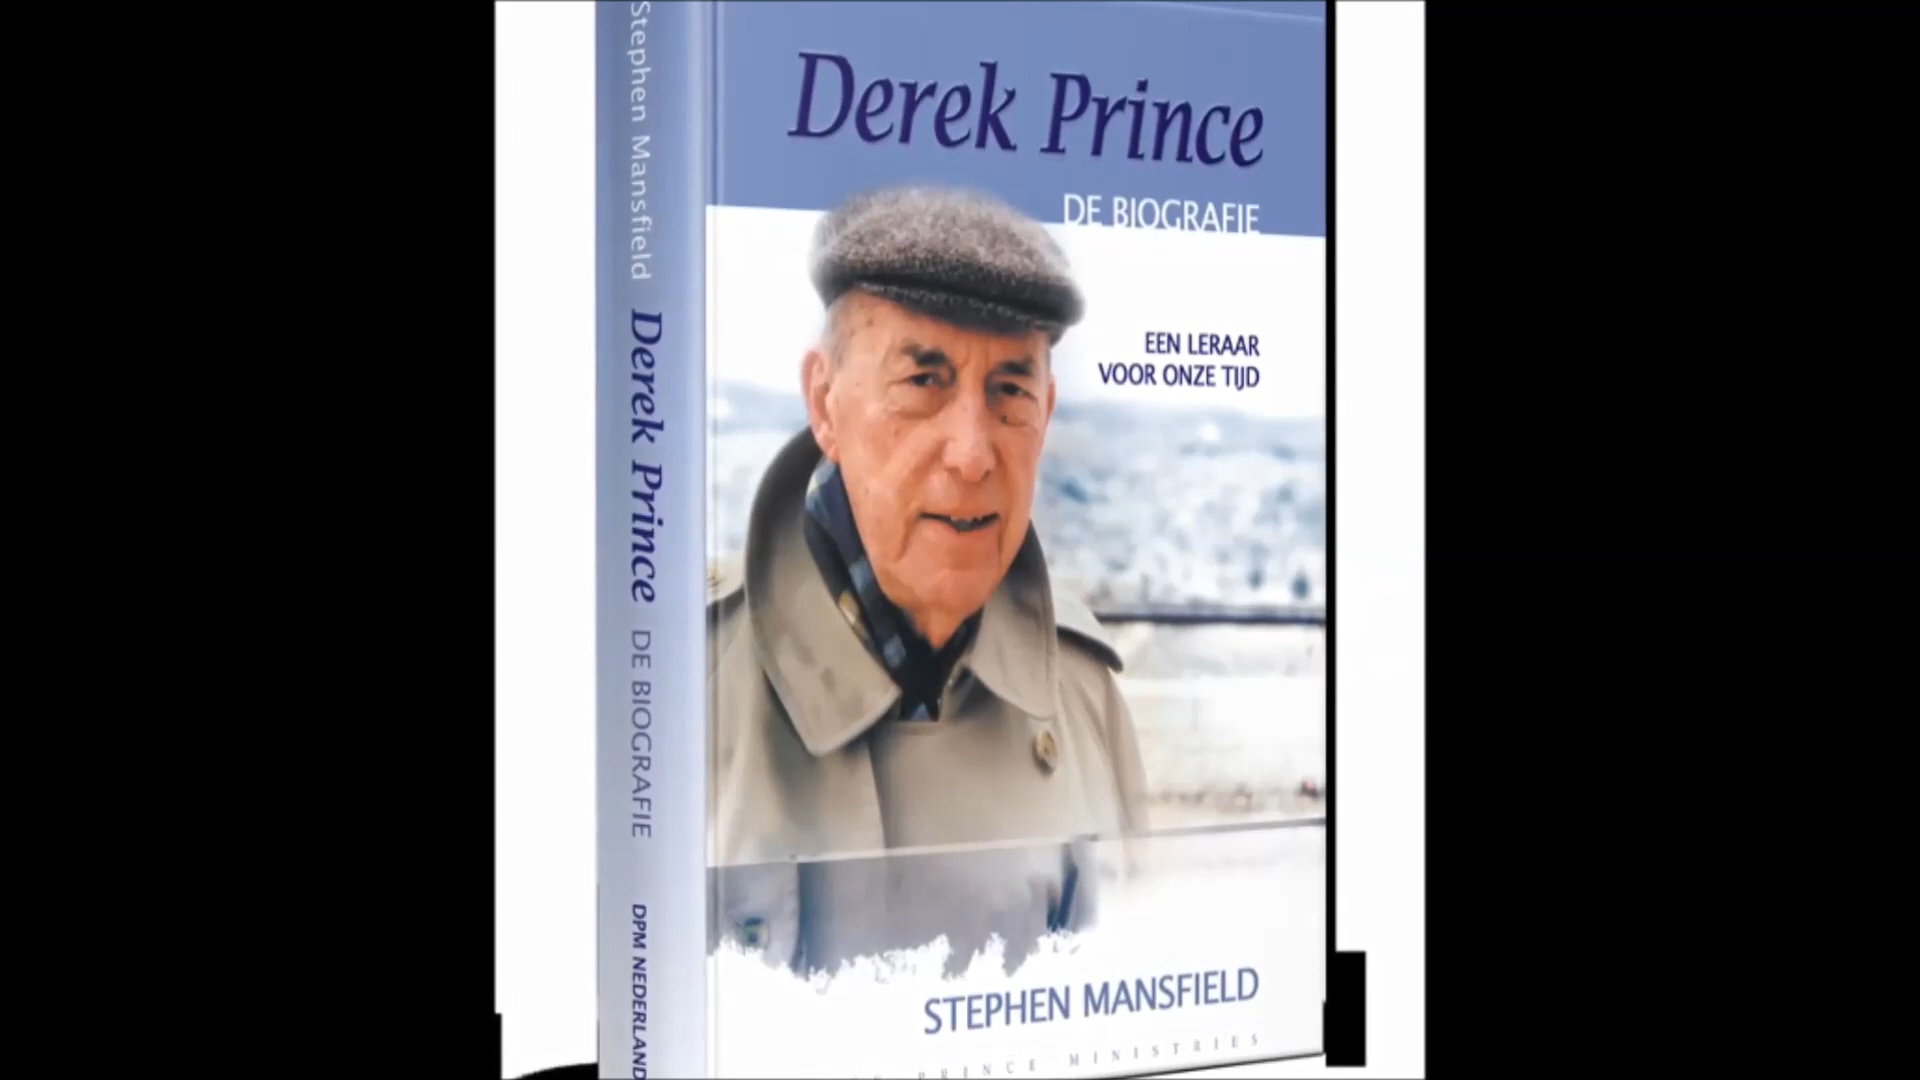 Stephen Mansfield Derek Prince DE BIOGRAFIE DPM NEDERLAND
Derek Prince
DE BIOGRAFIE
EEN LERAAR
VOOR ONZE TIJD
STEPHEN MANSFIELD
PRINCE MINISTRIES